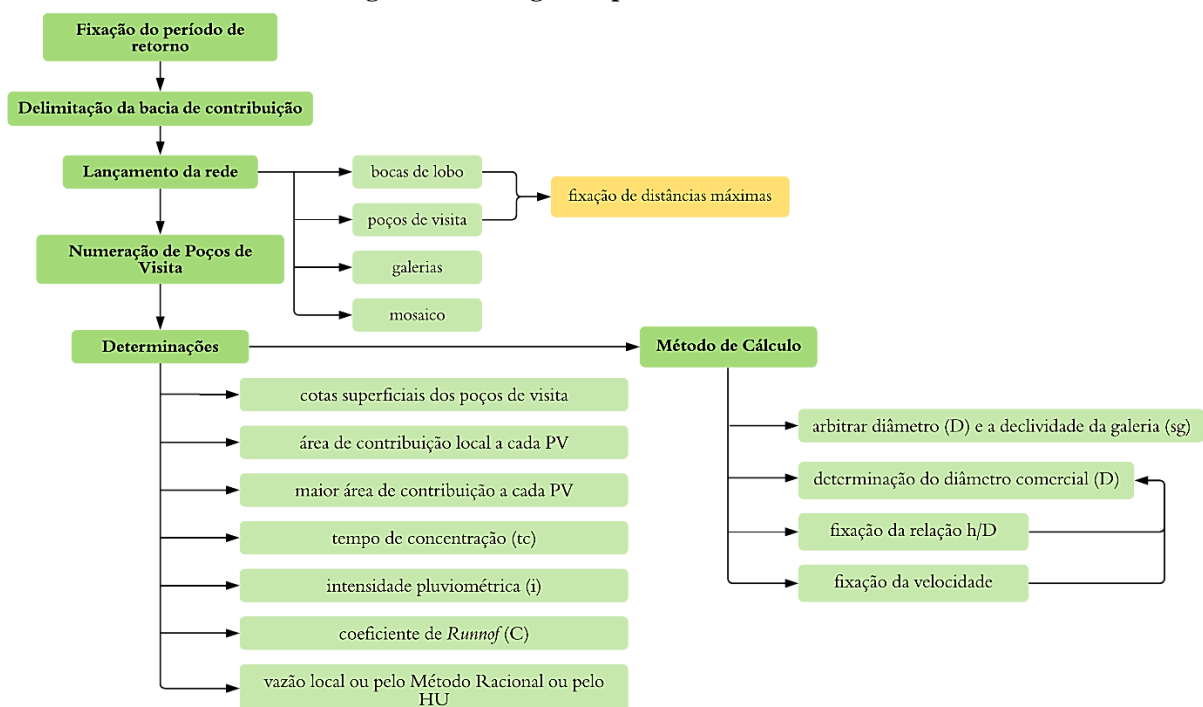 Fixação do período de
retorno
Delimitação da bacia de contribuição
Lançamento da rede
bocas de lobo
fixação de distâncias máximas
poços de visita
Numeração de Poços de
Visita
galerias
mosaico
Determinações
Método de Cálculo
cotas superficiais dos poços de visita
área de contribuição local a cada PV
maior área de contribuição a cada PV
tempo de concentração (tc)
intensidade pluviométrica (i)
coeficiente de Runnof (C)
vazão local ou pelo Método Racional ou pelo
HU
arbitrar diâmetro (D) e a declividade da galeria (sg)
determinação do diâmetro comercial (D)
fixação da relação h/D
fixação da velocidade